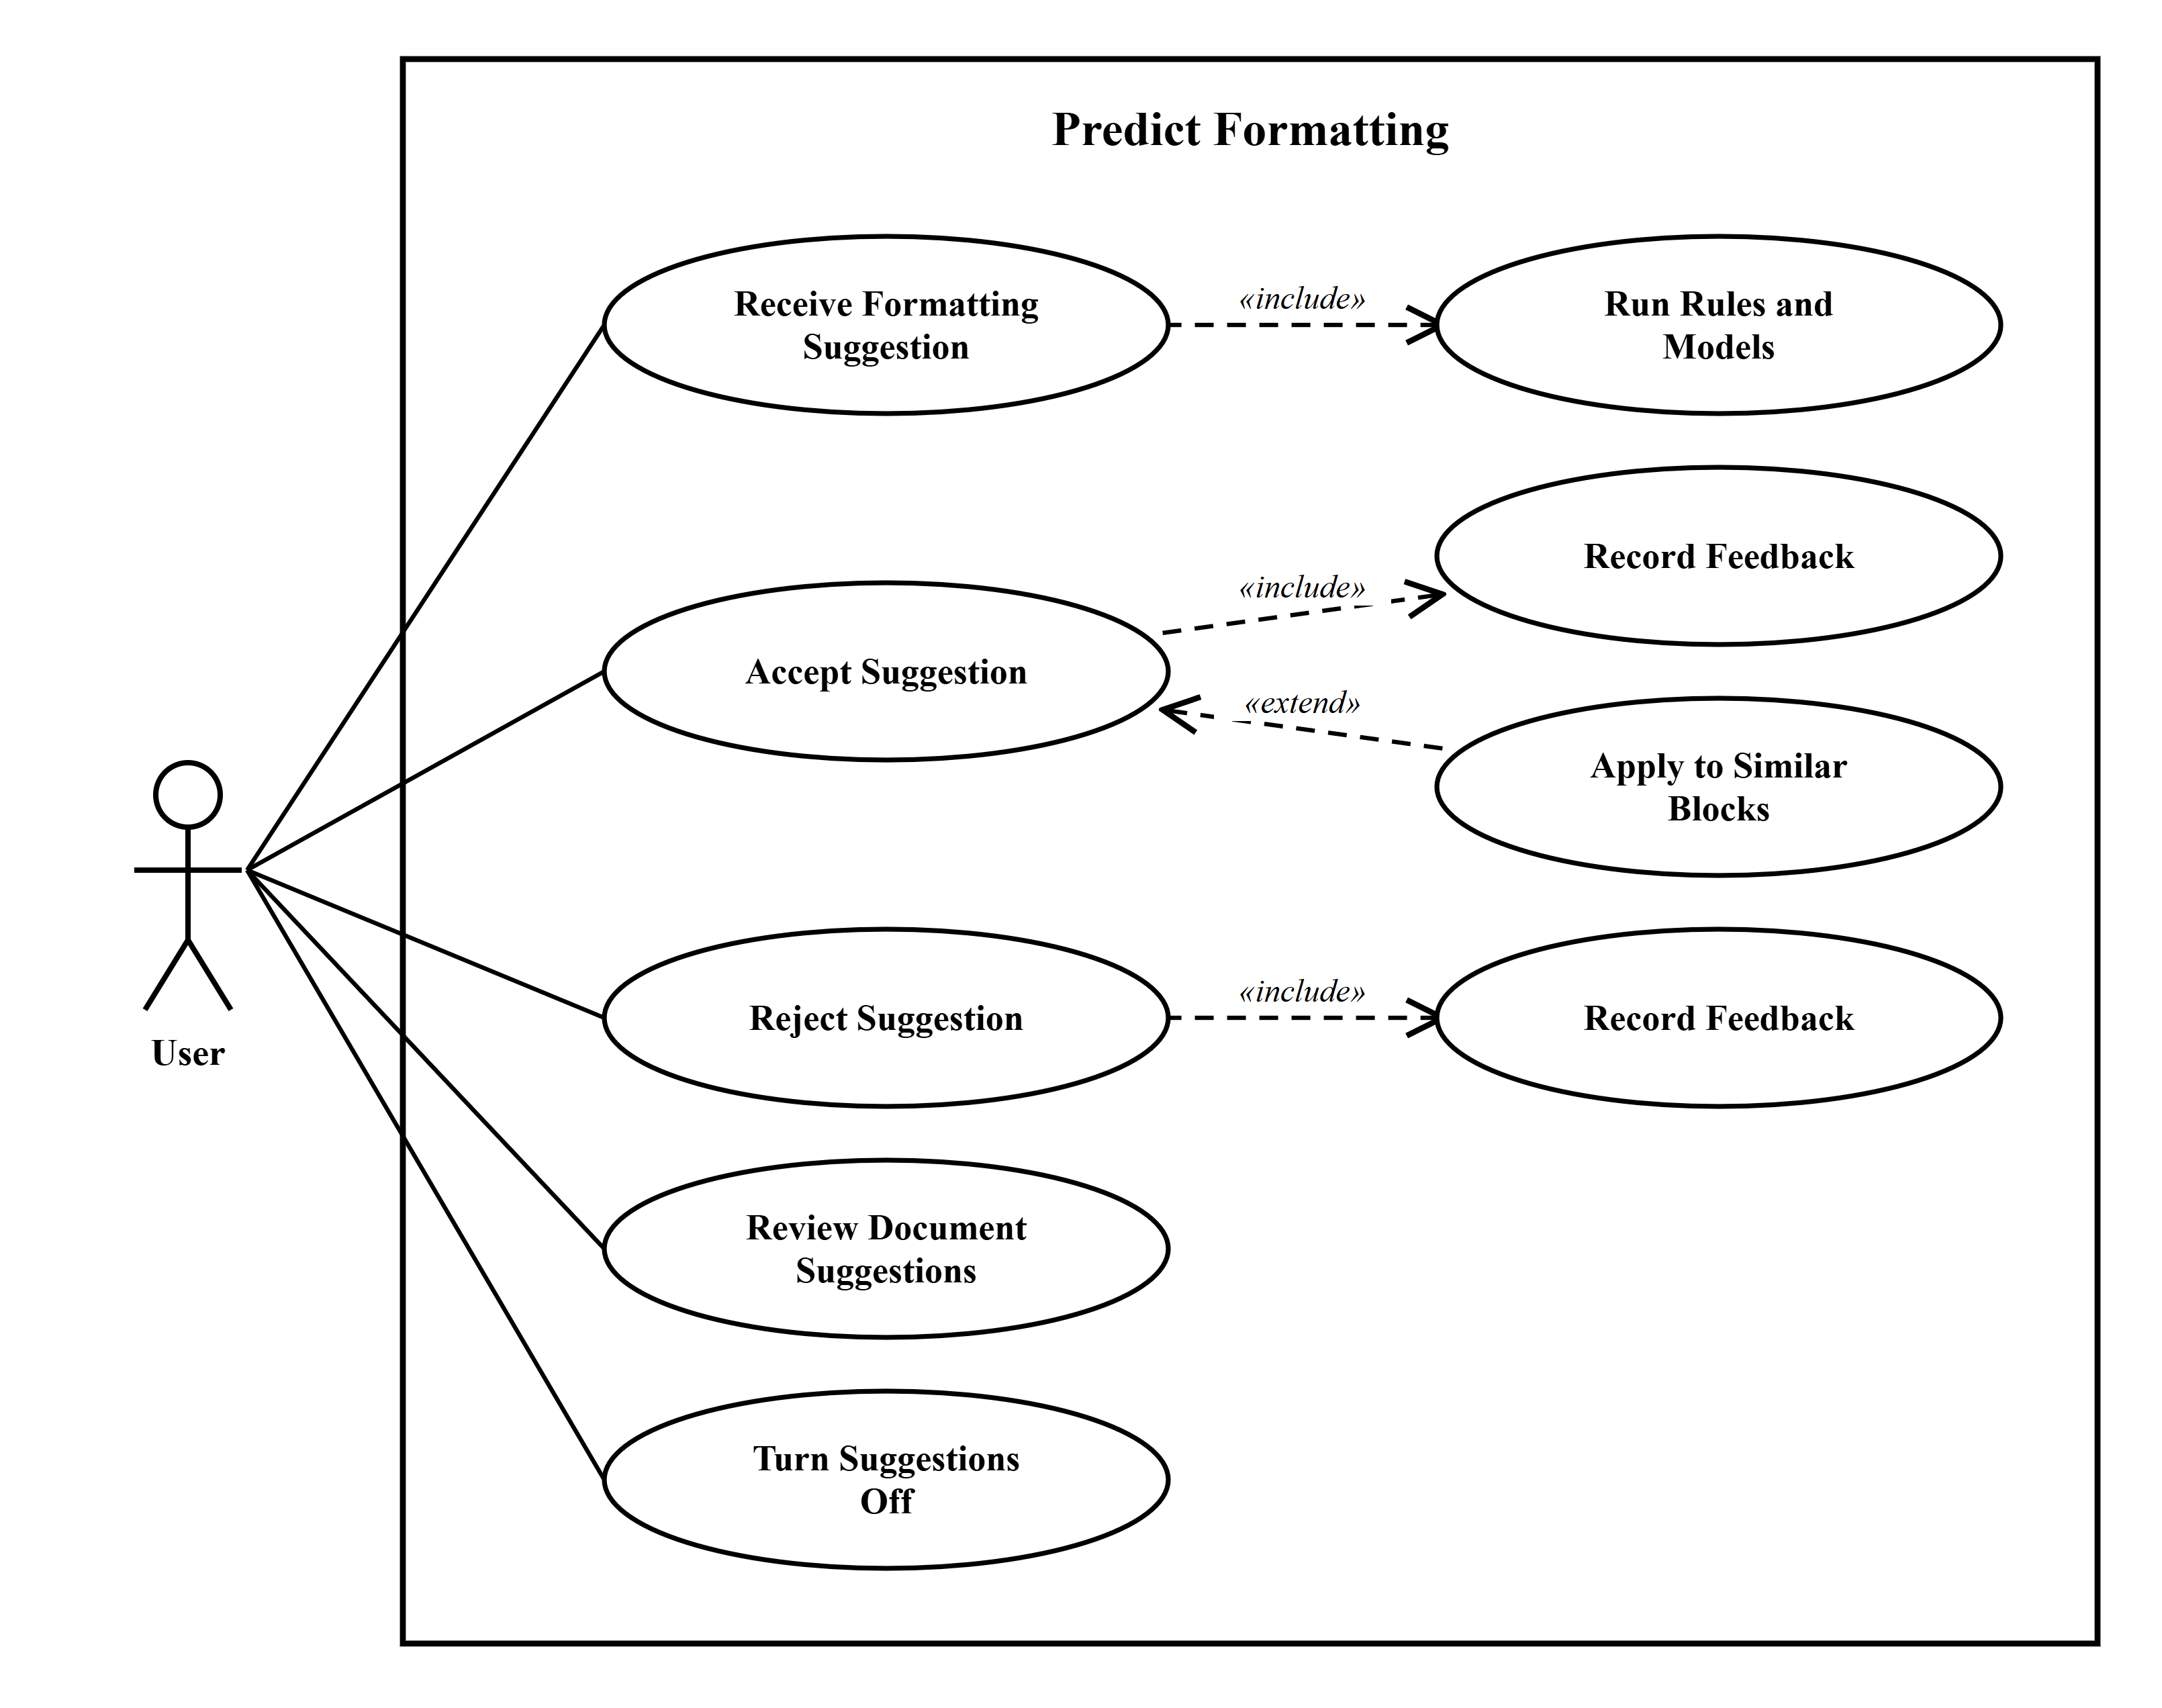 Predict Formatting
Receive Formatting
Suggestion
«include»
Run Rules and
Models
Record Feedback
«include»
Accept Suggestion
«extend»
Apply to Similar
Blocks
User
Reject Suggestion
«include»
Record Feedback
Review Document
Suggestions
Turn Suggestions
Off